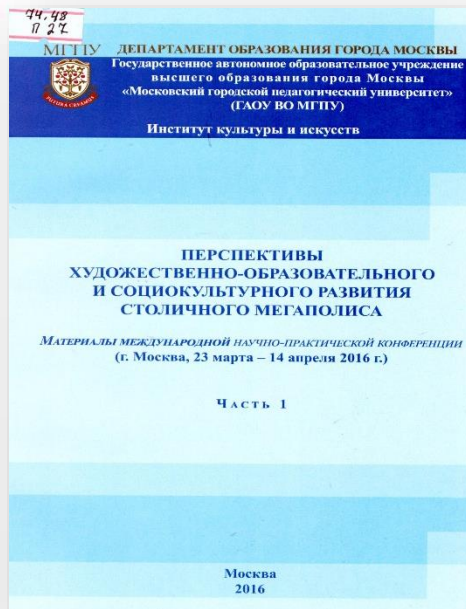 74.48
П 27
МГПУ ДЕПАРТАМЕНТ ОБРАЗОВАНИЯ ГОРОДА МОСКВЫ
Государственное автономное образовательное учреждение
высшего образования города Москвы
«Московский городской педагогический университет»
(ГАОУ ВО МГПУ)
Институт культуры и искусств
ПЕРСПЕКТИВЫ
ХУДОЖЕСТВЕННО-ОБРАЗОВАТЕЛЬНОГО
И СОЦИОКУЛЬТУРНОГО РАЗВИТИЯ
СТОЛИЧНОГО МЕГАПОЛИСА
МАТЕРИАЛЫ МЕЖДУНАРОДНОЙ НАУЧНО-ПРАКТИЧЕСКОЙ КОНФЕРЕНЦИИ
(г. Москва, 23 марта – 14 апреля 2016 г.)
ЧАСТЬ 1
Москва
2016